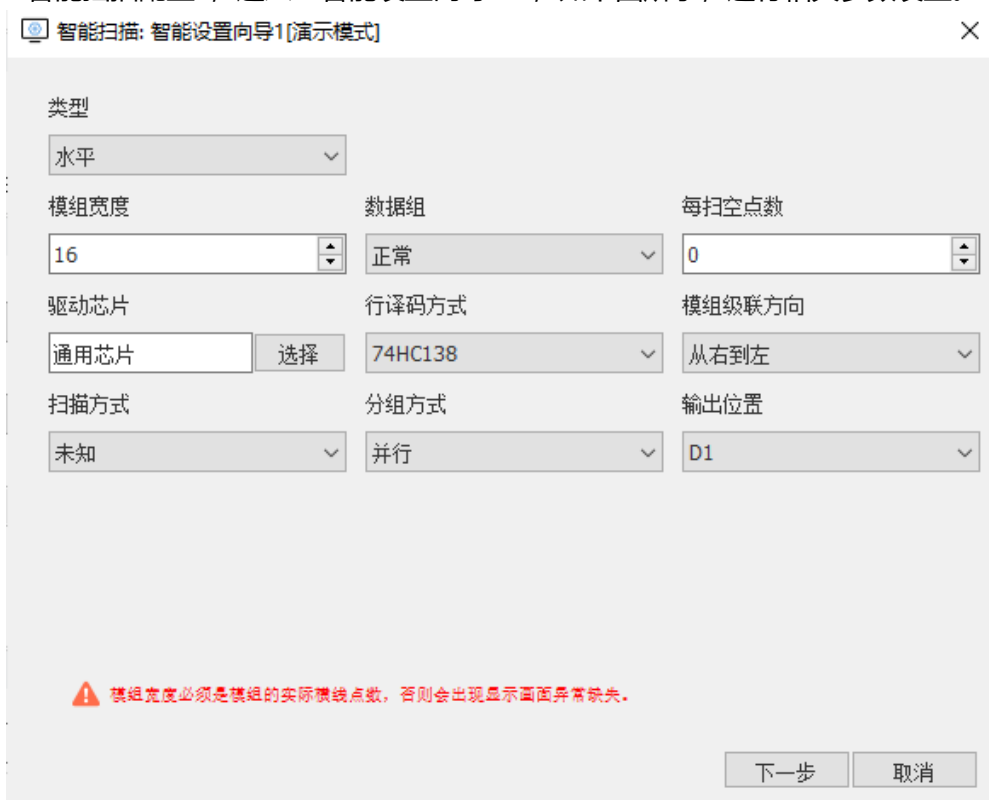 智能扫描: 智能设置向导1[演示模式]
类型
水平
模组宽度 数据组 每扫空点数
16 正常 0
驱动芯片 行译码方式 模组级联方向
通用芯片 选择 74HC138 从右到左
扫描方式 分组方式 输出位置
未知 并行 D1
模组宽度必须是模组的实际横线点数，否则会出现显示画面异常缺失。
下一步 取消